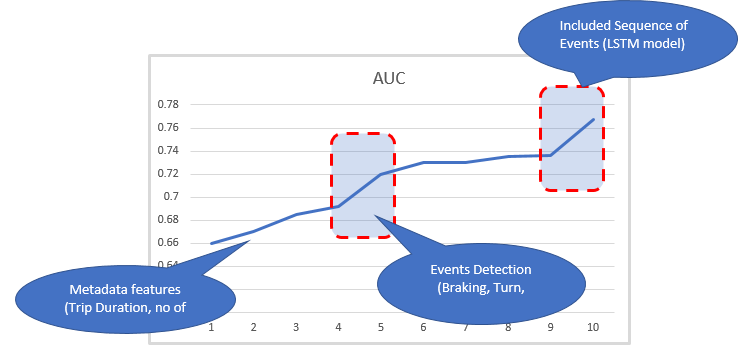 Included Sequence of
Events (LSTM model)
AUC
0.78
0.76
0.74
0.72
0.7
0.68
0.66
0.64
Events Detection
(Braking, Turn,
Metadata features
(Trip Duration, no of
1 2 3 4 5 6 7 8 9 10